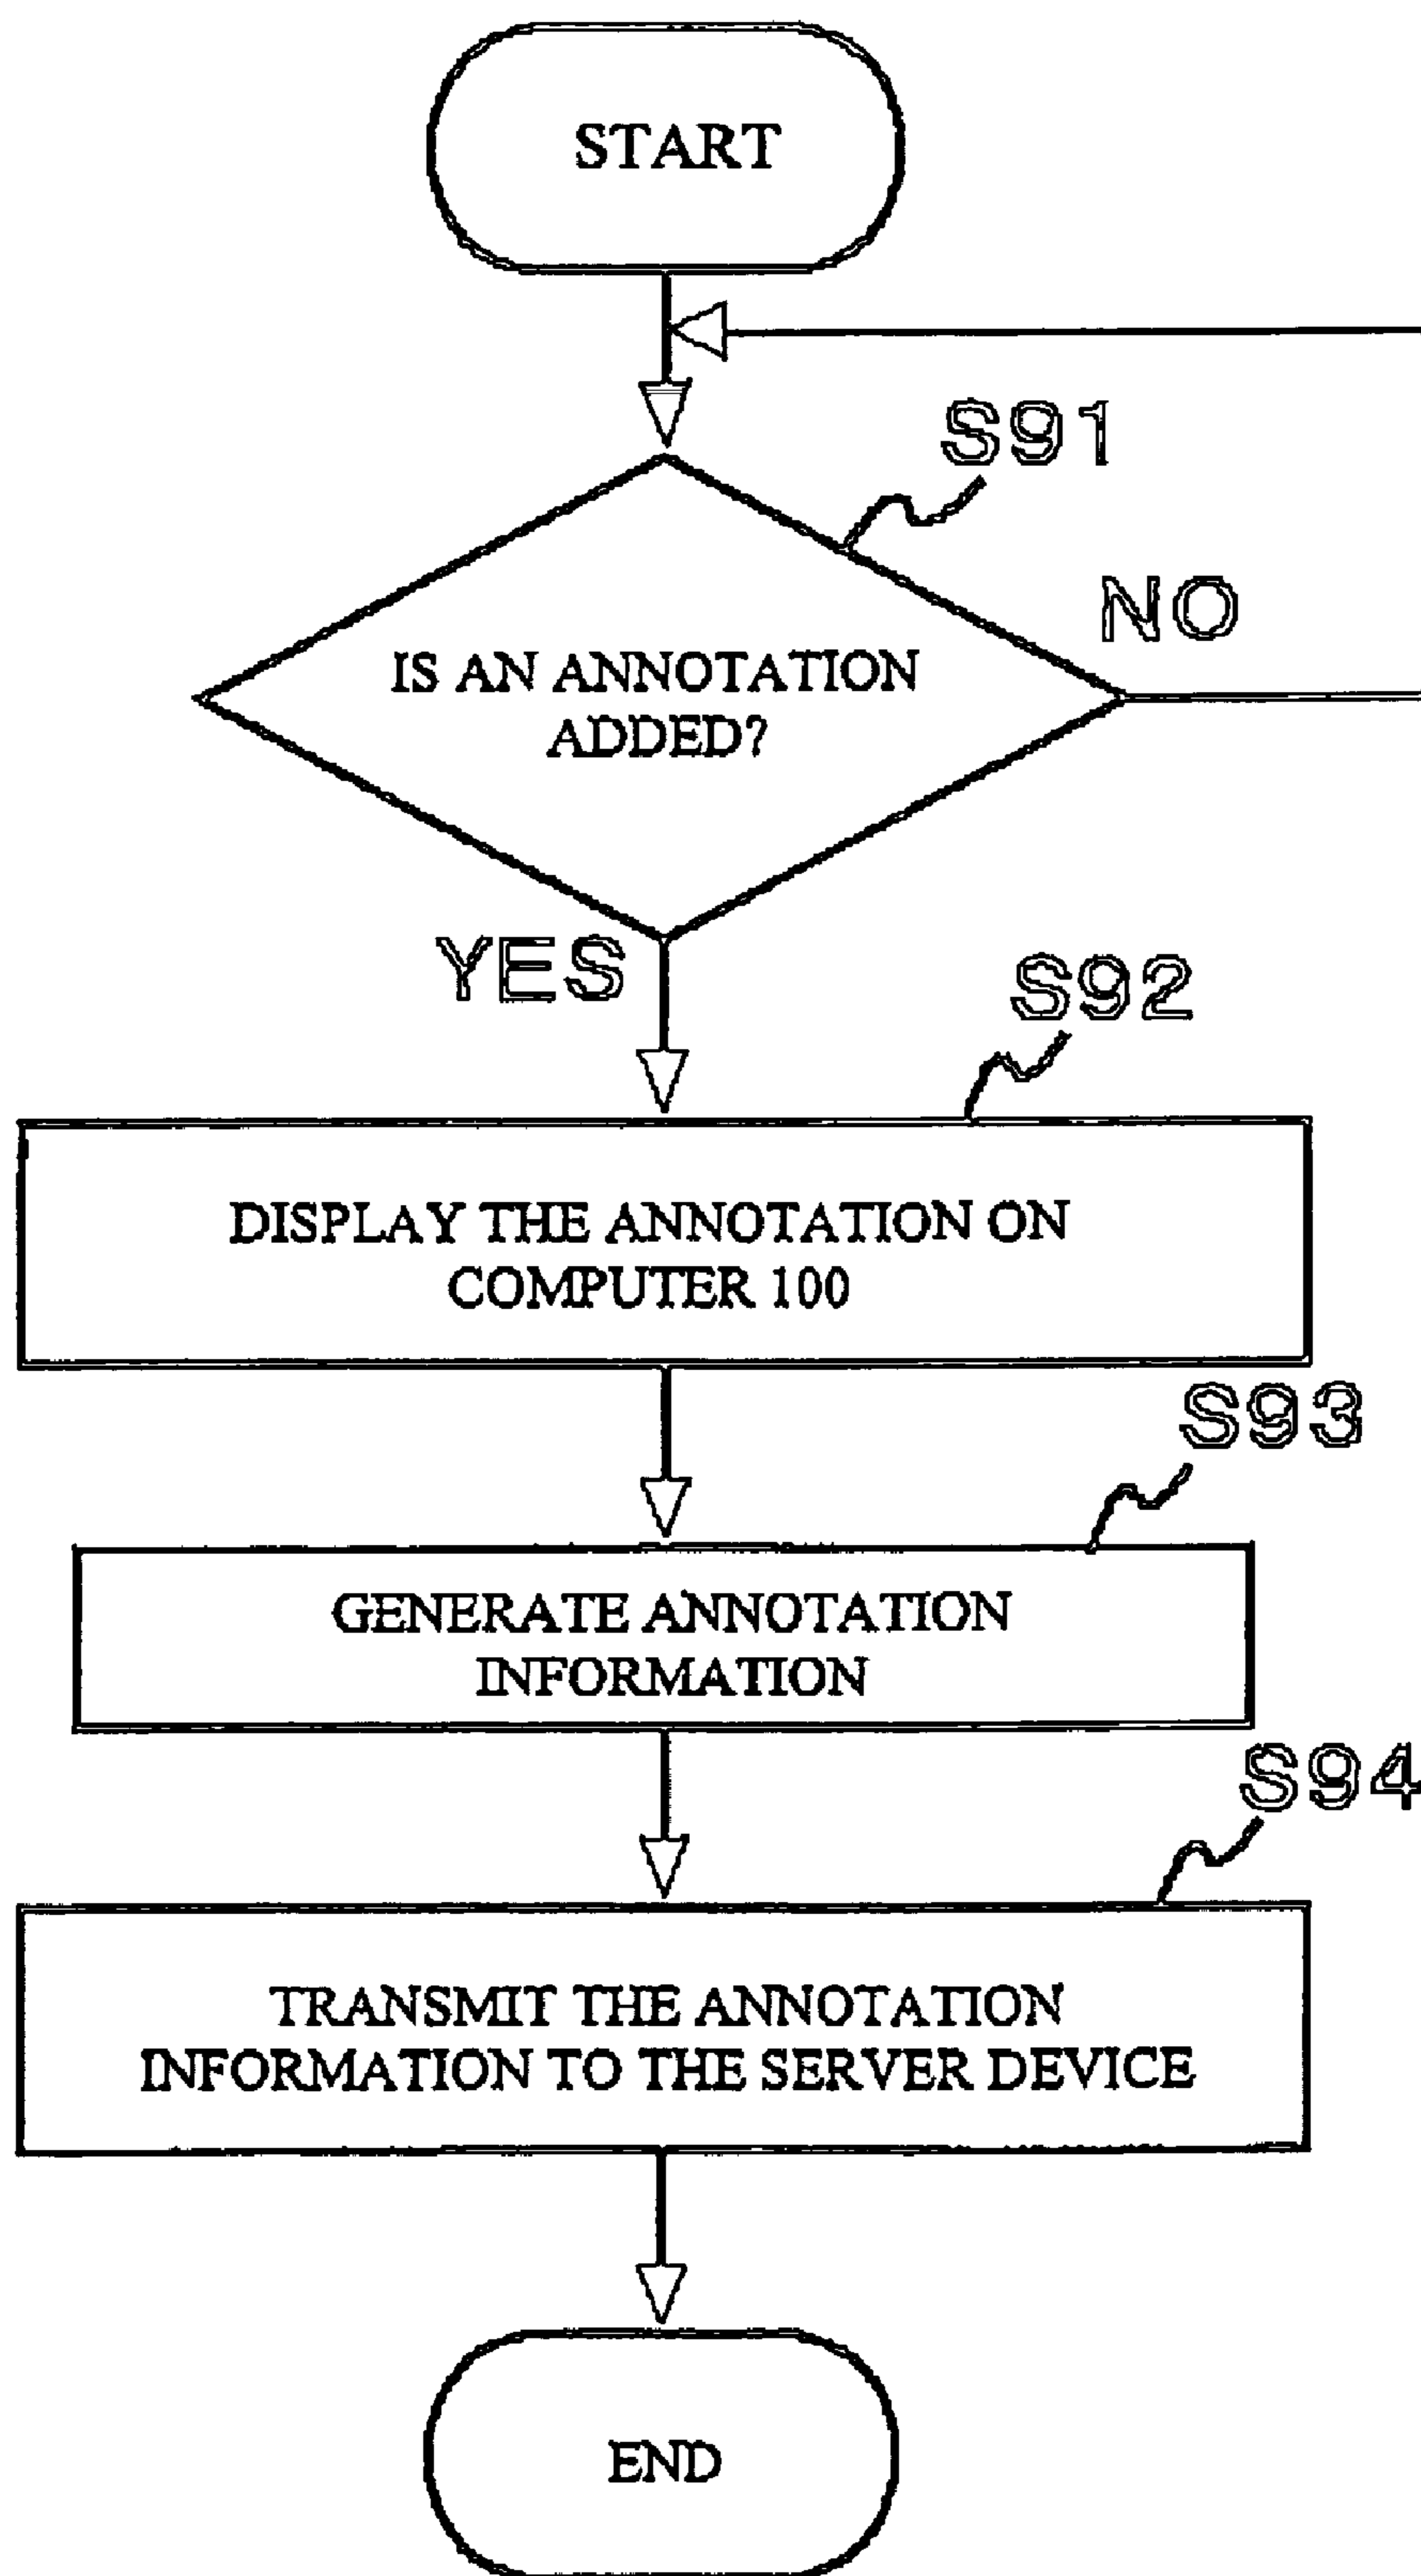 START
S91
NO
IS AN ANNOTATION
ADDED?
YES
S92
DISPLAY THE ANNOTATION ON
COMPUTER 100
S93
GENERATE ANNOTATION
INFORMATION
S94
TRANSMIT THE ANNOTATION
INFORMATION TO THE SERVER DEVICE
END